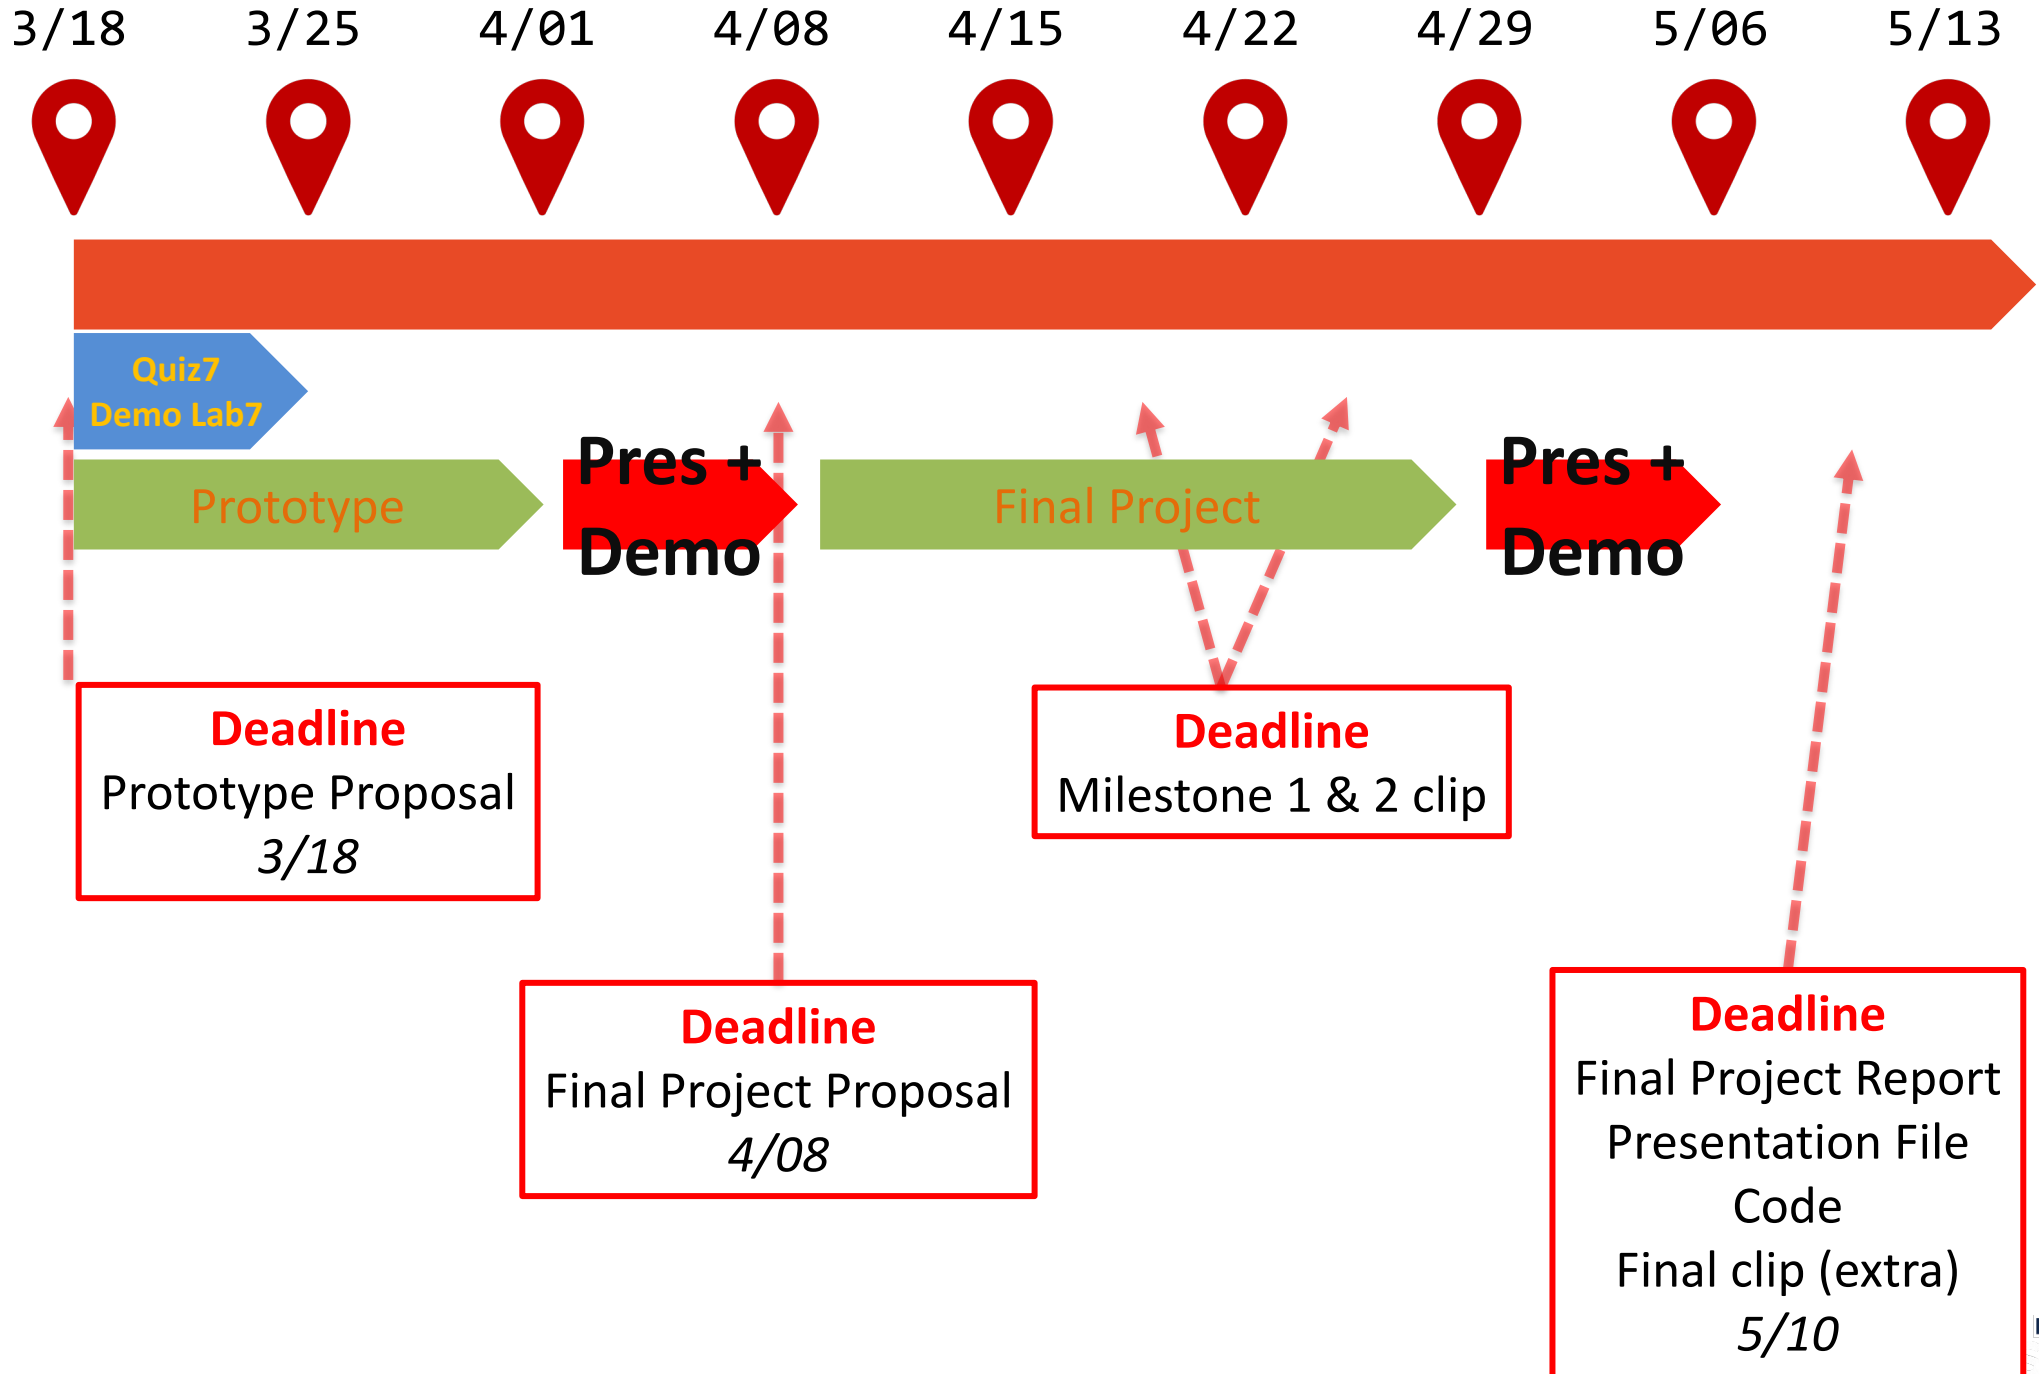 3/18 3/25 4/01 4/08 4/15 4/22 4/29 5/06 5/13
Quiz7
Demo Lab7
Prototype
Pres +
Demo
Final Project
Pres +
Demo
Deadline
Prototype Proposal
3/18
Deadline
Milestone 1 & 2 clip
Deadline
Final Project Proposal
4/08
Deadline
Final Project Report
Presentation File
Code
Final clip (extra)
5/10